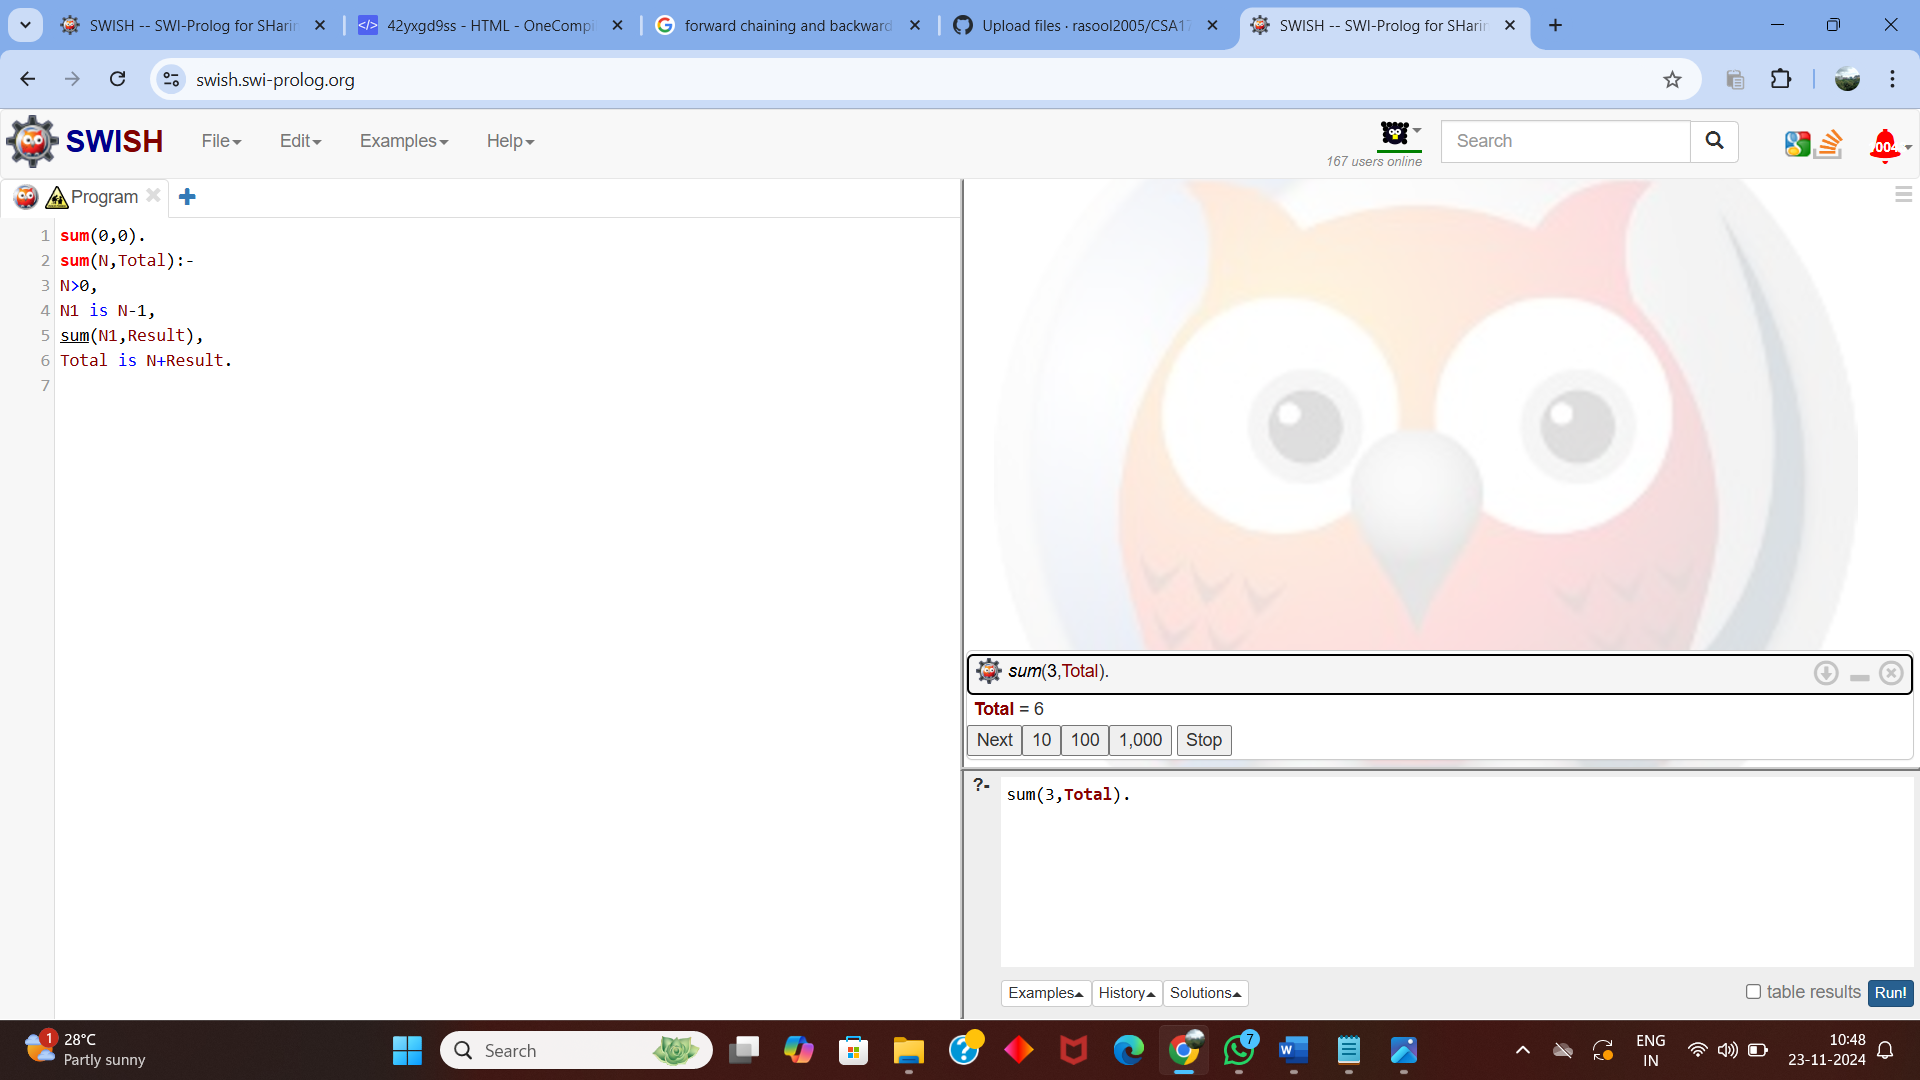 SWISH -- SWI-Prolog for SHarin
42yxgd9ss - HTML - OneCompi
forward chaining and backward
Upload files · rasool2005/CSA17
SWISH -- SWI-Prolog for SHarin
swish.swi-prolog.org
SWISH
File
Edit
Examples
Help
167 users online
Search
Program
1 sum(0,0).
2 sum(N,Total):-
3 N>0,
4 N1 is N-1,
5 sum(N1,Result),
6 Total is N+Result.
7
sum(3,Total).
Total = 6
Next 10 100 1,000 Stop
?- sum(3,Total).
Examples History Solutions
table results Run!
1
28°C
Partly sunny
Search
7
ENG
IN
10:48
23-11-2024